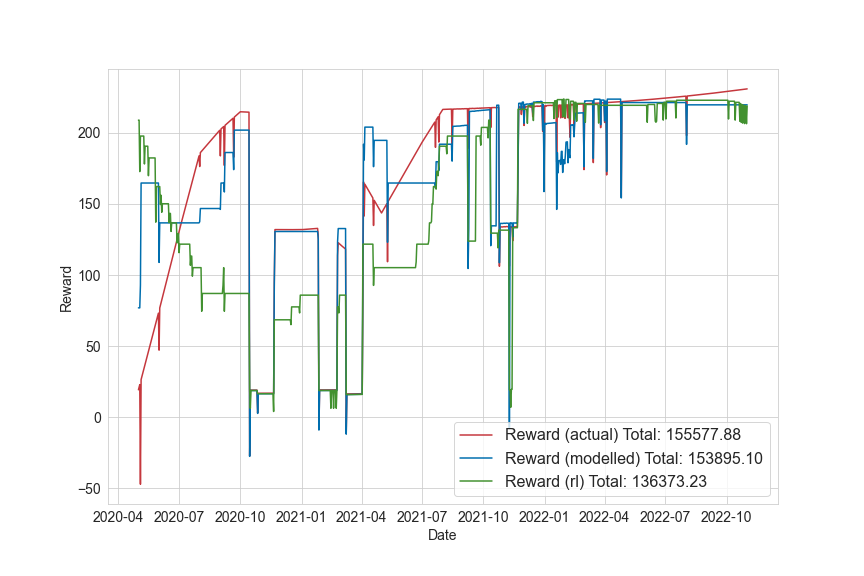 200
150
100
50
0
−50
Reward
2020-04 2020-07 2020-10 2021-01 2021-04 2021-07 2021-10 2022-01 2022-04 2022-07 2022-10
Date
Reward (actual) Total: 155577.88
Reward (modelled) Total: 153895.10
Reward (rl) Total: 136373.23